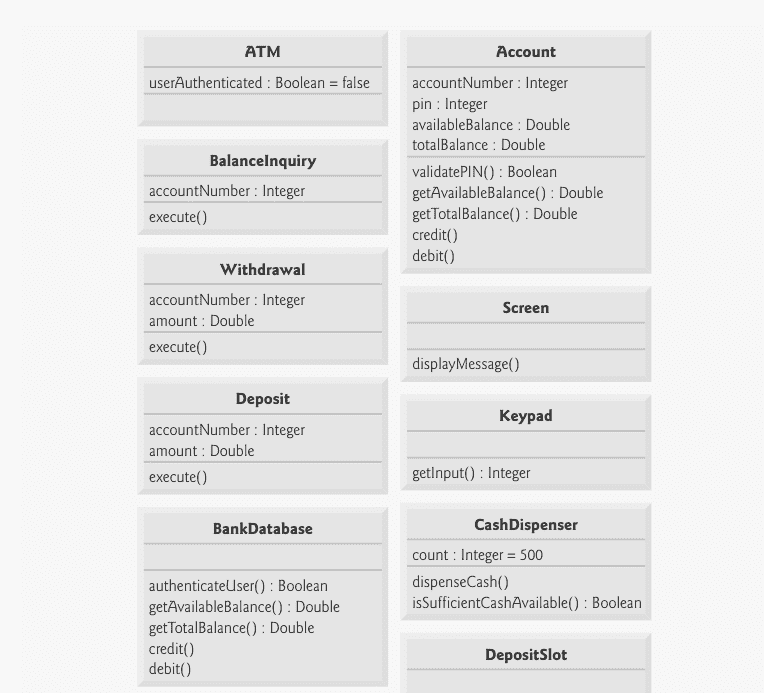 ATM
userAuthenticated : Boolean = false
BalanceInquiry
accountNumber : Integer
execute()
Withdrawal
accountNumber : Integer
amount : Double
execute()
Deposit
accountNumber : Integer
amount : Double
execute()
BankDatabase
authenticateUser() : Boolean
getAvailableBalance() : Double
getTotalBalance() : Double
credit()
debit()
Account
accountNumber : Integer
pin : Integer
availableBalance : Double
totalBalance : Double
validatePIN() : Boolean
getAvailableBalance() : Double
getTotalBalance() : Double
credit()
debit()
Screen
displayMessage()
Keypad
getInput() : Integer
CashDispenser
count : Integer = 500
dispenseCash()
isSufficientCashAvailable() : Boolean
DepositSlot